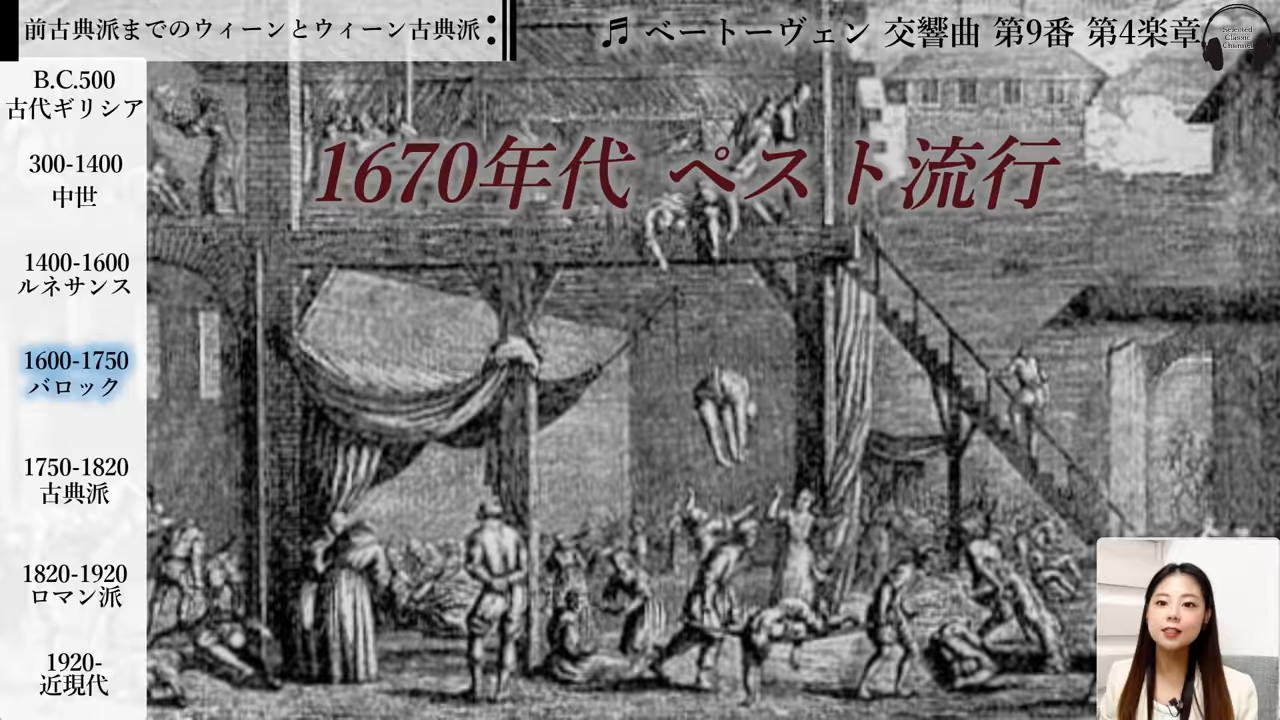 前古典派までのウィーンとウィーン古典派
♬ ベートーヴェン 交響曲 第9番 第4楽章
Selected
Classic
Channel
B.C.500
古代ギリシア
1670年代 ペスト流行
300-1400
中世
1400-1600
ルネサンス
1600-1750
バロック
1750-1820
古典派
1820-1920
ロマン派
1920-
近現代